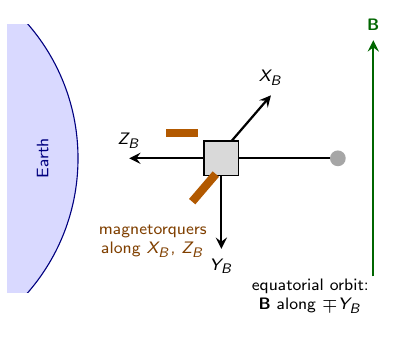 B
X_B
Z_B
Earth
magnetorquers
along X_B, Z_B
Y_B
equatorial orbit:
B along ∓Y_B